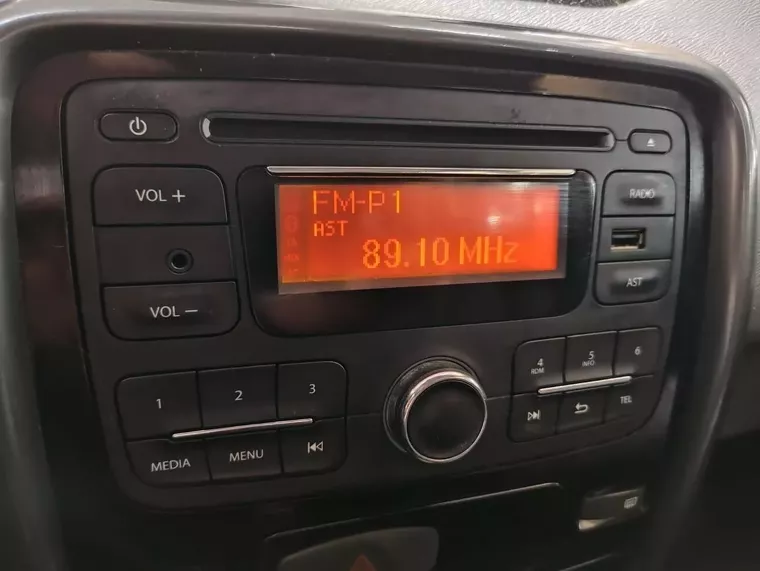 VOL +
VOL −
FM-P1
AST
89.10 MHz
RADIO
AST
1
2
3
MEDIA
MENU
4
RDM
5
INFO
6
TEL